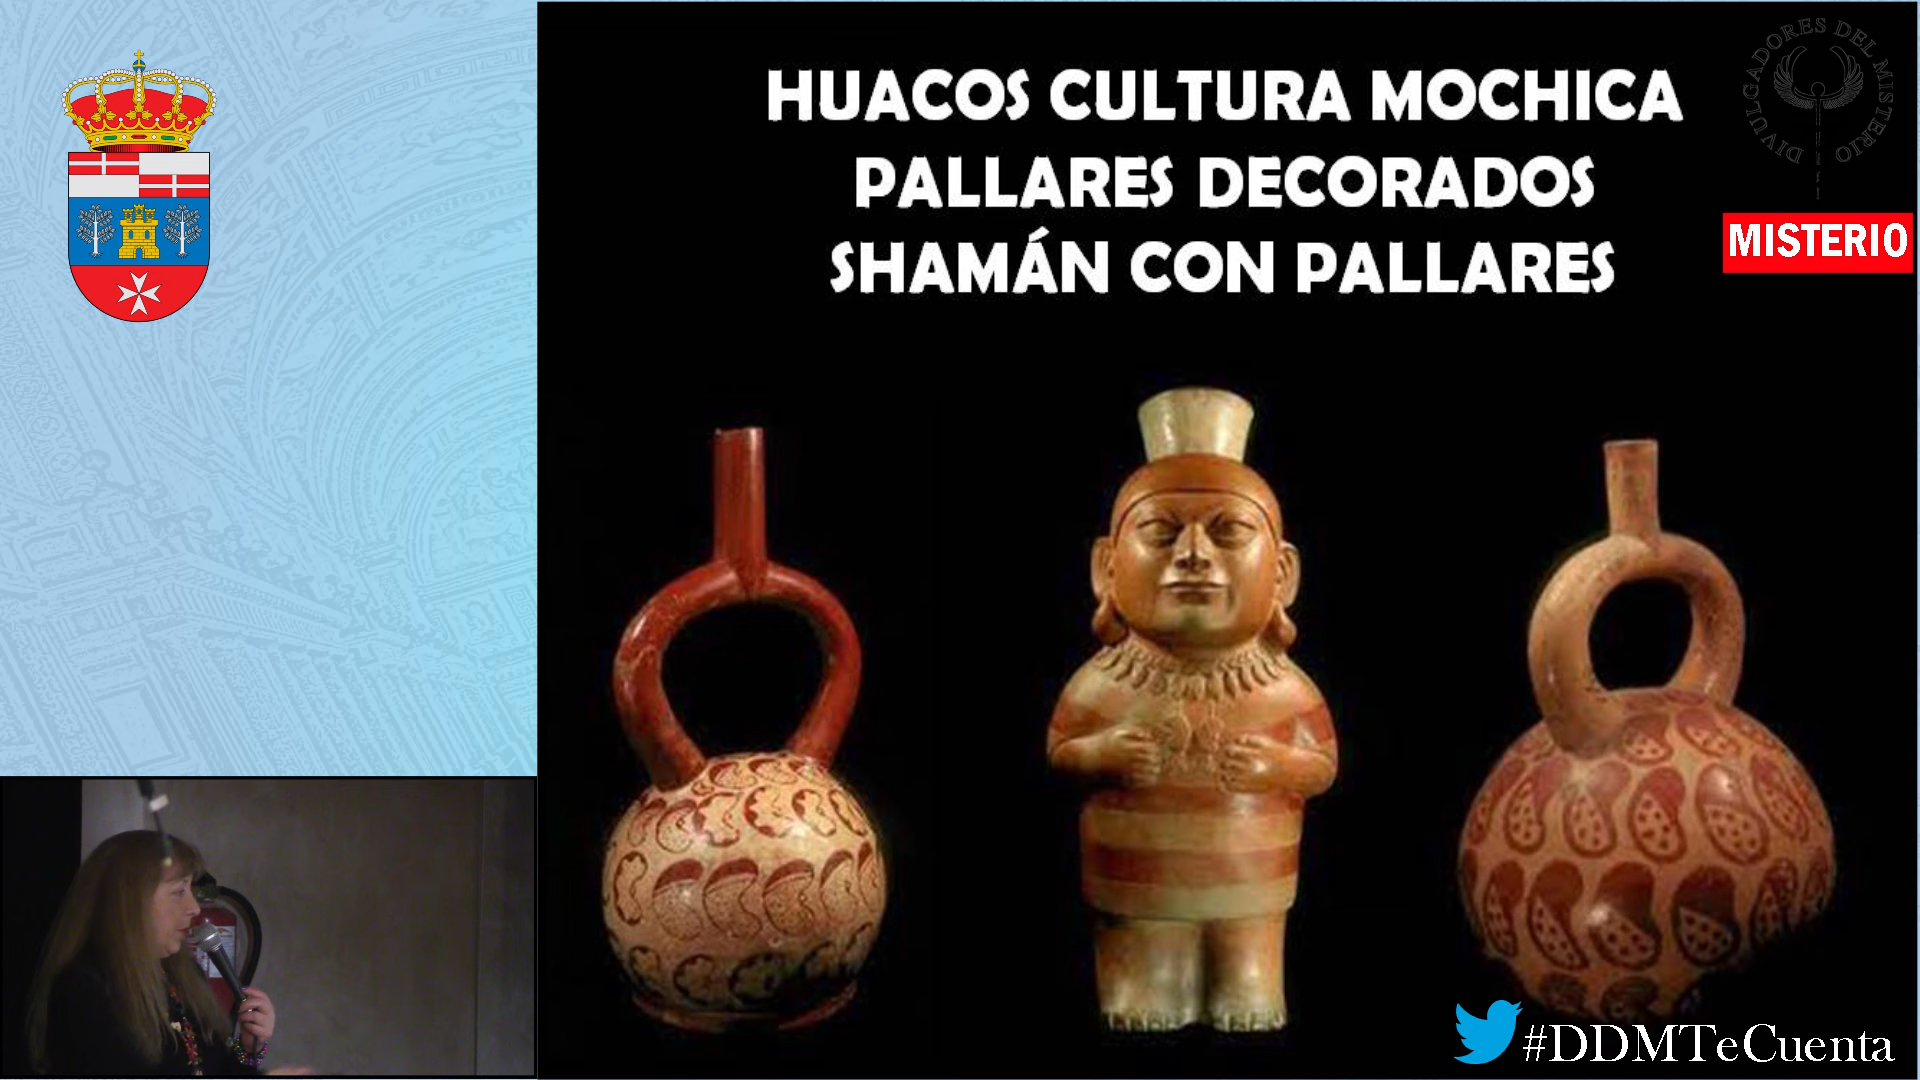 HUACOS CULTURA MOCHICA
PALLARES DECORADOS
SHAMÁN CON PALLARES
DIVULGADORES DEL MISTERIO
MISTERIO
#DDMTeCuenta